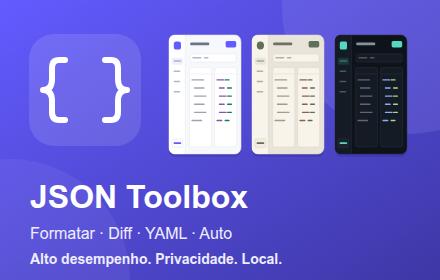 { }
JSON Toolbox
Formatar · Diff · YAML · Auto
Alto desempenho. Privacidade. Local.